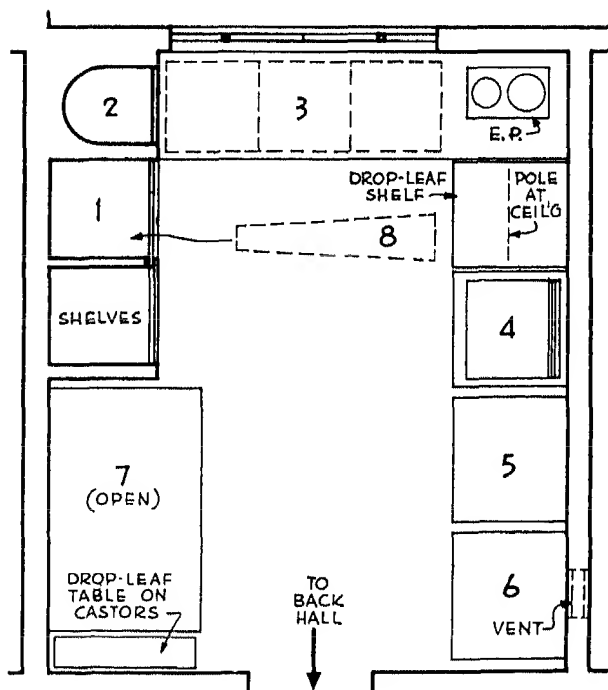 2
3
E.P.
1
DROP-LEAF
SHELF
POLE
AT
CEIL'G
8
SHELVES
4
7
(OPEN)
5
DROP-LEAF
TABLE ON
CASTORS
TO
BACK
HALL
6
VENT